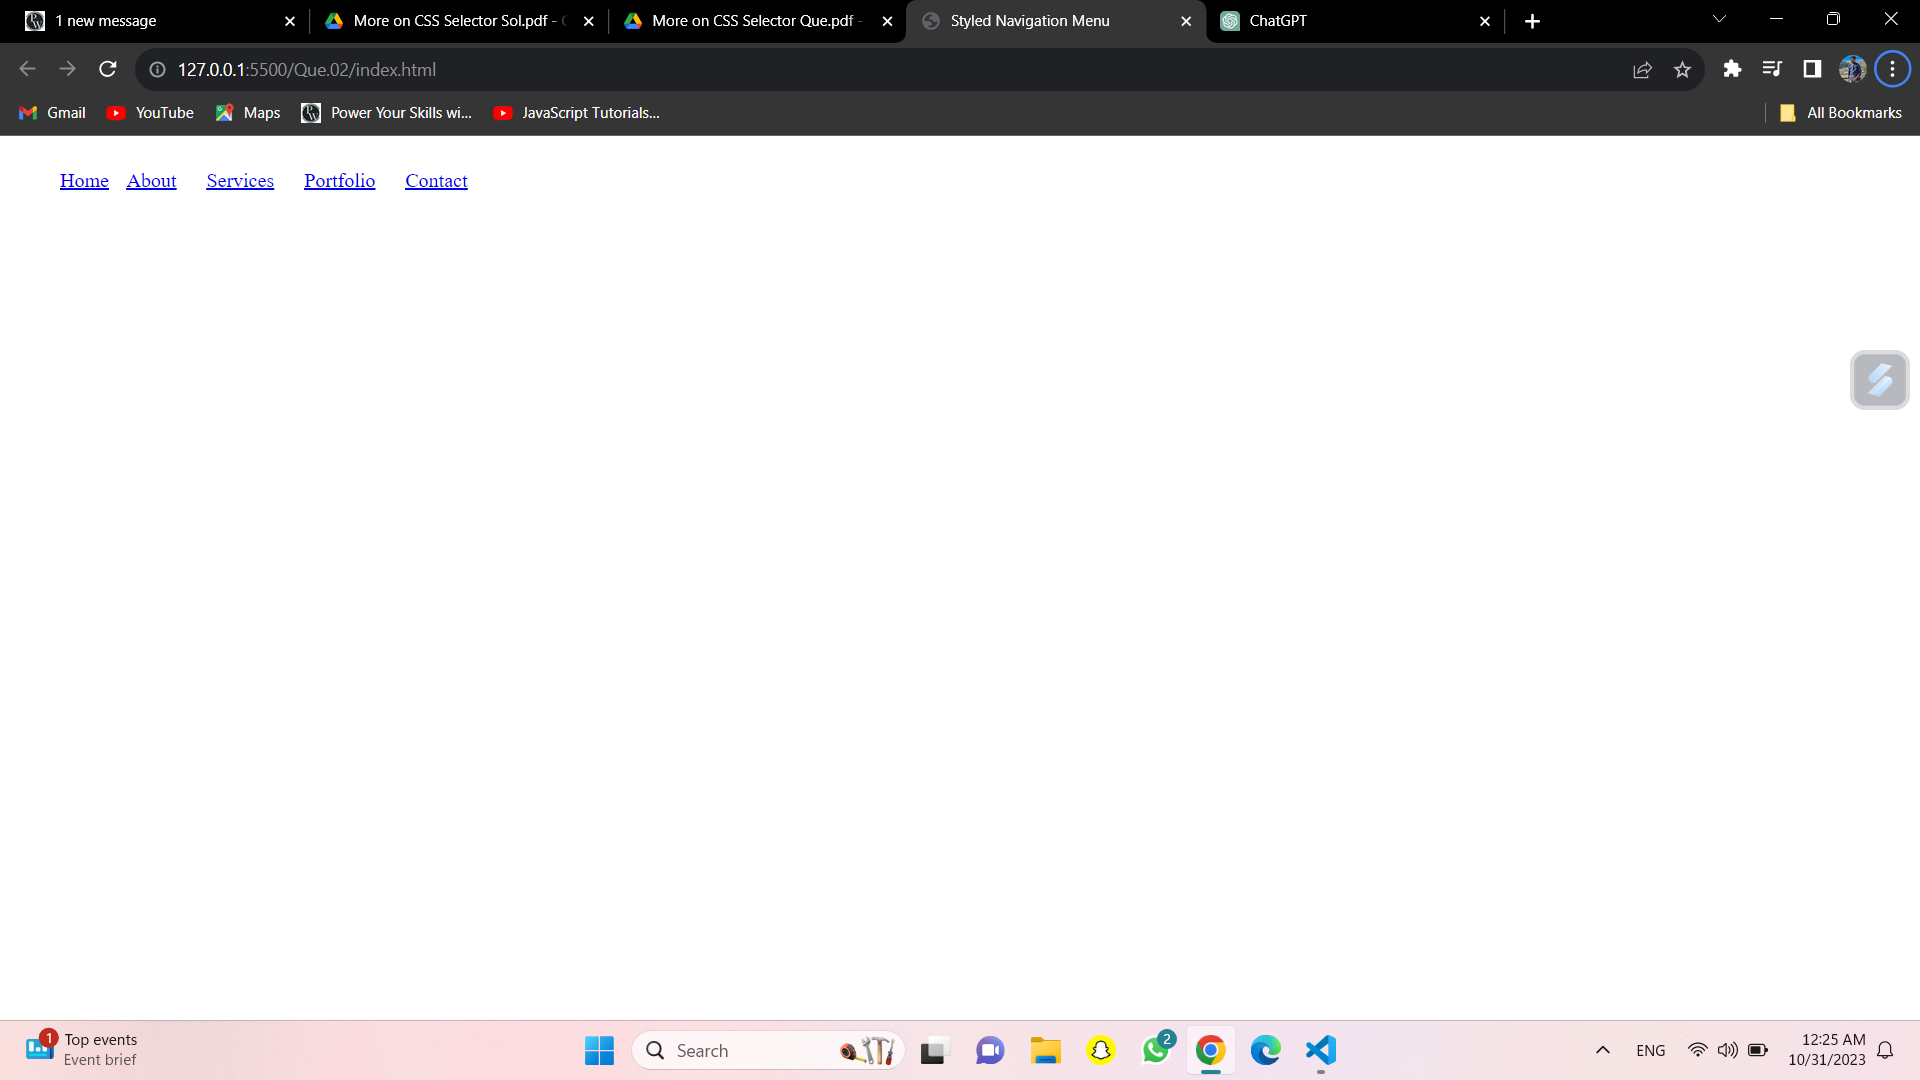 1 new message
More on CSS Selector Sol.pdf -
More on CSS Selector Que.pdf -
Styled Navigation Menu
ChatGPT
127.0.0.1:5500/Que.02/index.html
Gmail YouTube Maps Power Your Skills wi... JavaScript Tutorials... All Bookmarks
Home About Services Portfolio Contact
1
Top events
Event brief
Search
2
ENG
12:25 AM
10/31/2023